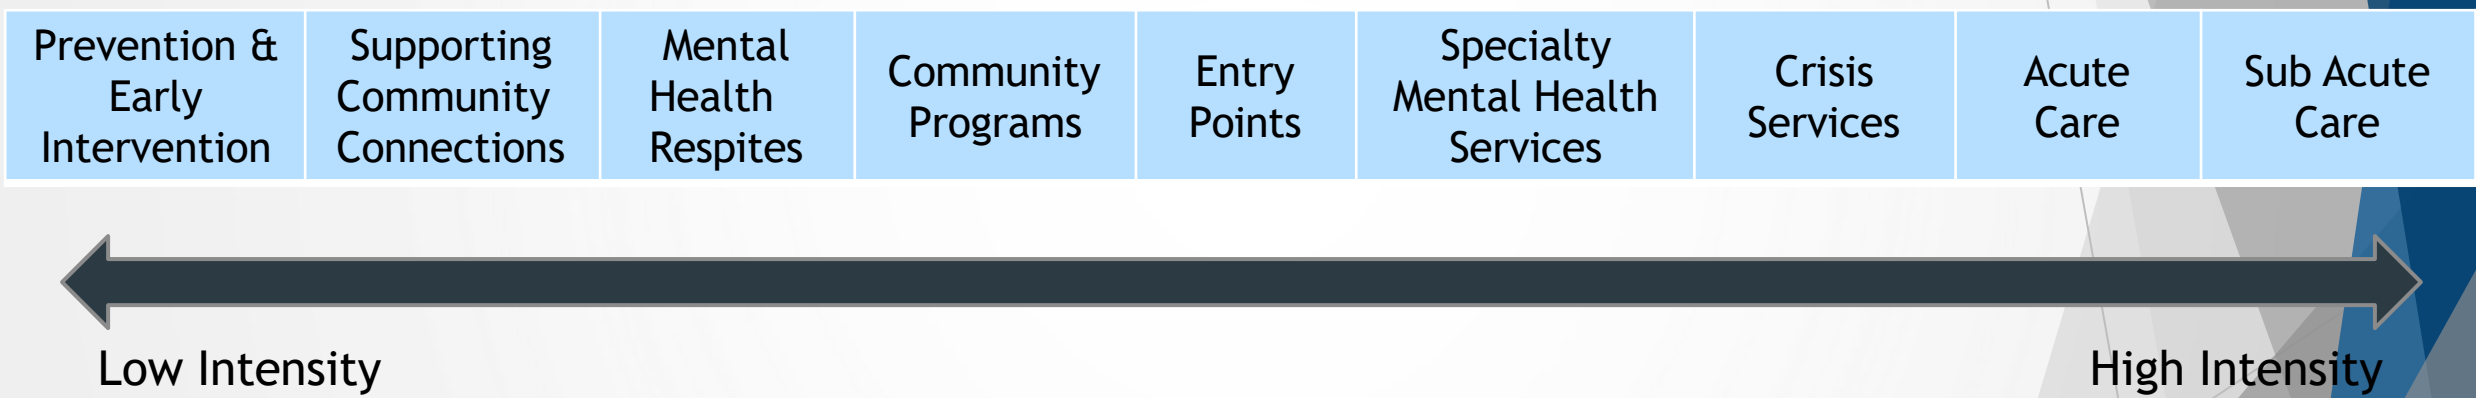 Prevention &
Early
Intervention
Supporting
Community
Connections
Mental
Health
Respites
Community
Programs
Entry
Points
Specialty
Mental Health
Services
Crisis
Services
Acute
Care
Sub Acute
Care
Low Intensity
High Intensity